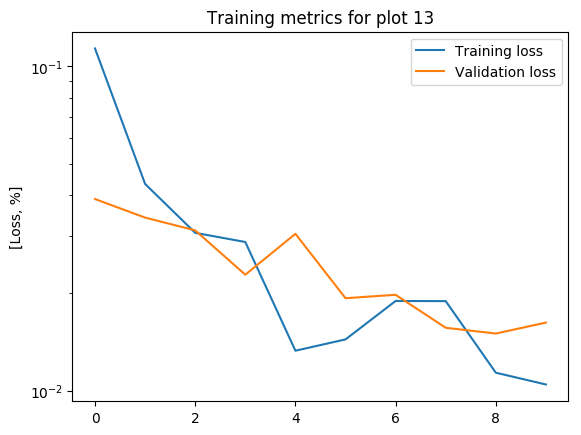 Training metrics for plot 13
Training loss
Validation loss
[Loss, %]
10⁻¹
10⁻²
0 2 4 6 8